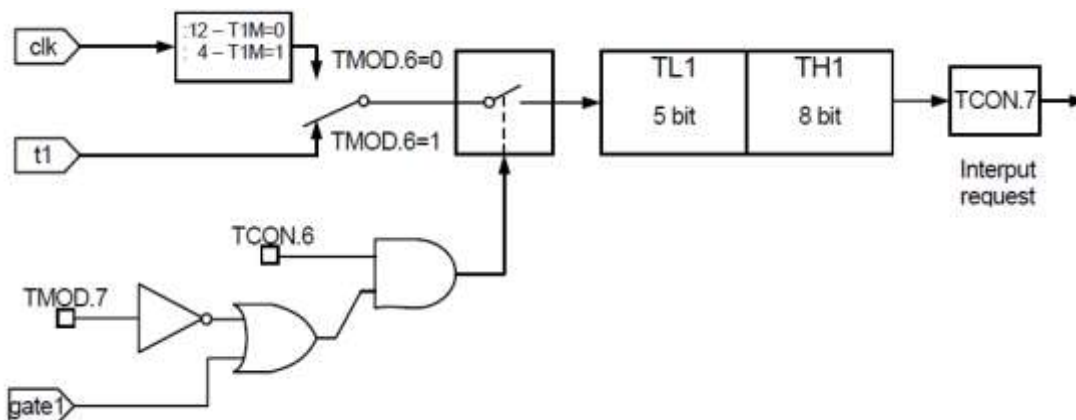 clk
:12 – T1M=0
: 4 – T1M=1
TMOD.6=0
TMOD.6=1
t1
TL1
5 bit
TH1
8 bit
TCON.7
Interput
request
TCON.6
TMOD.7
gate1